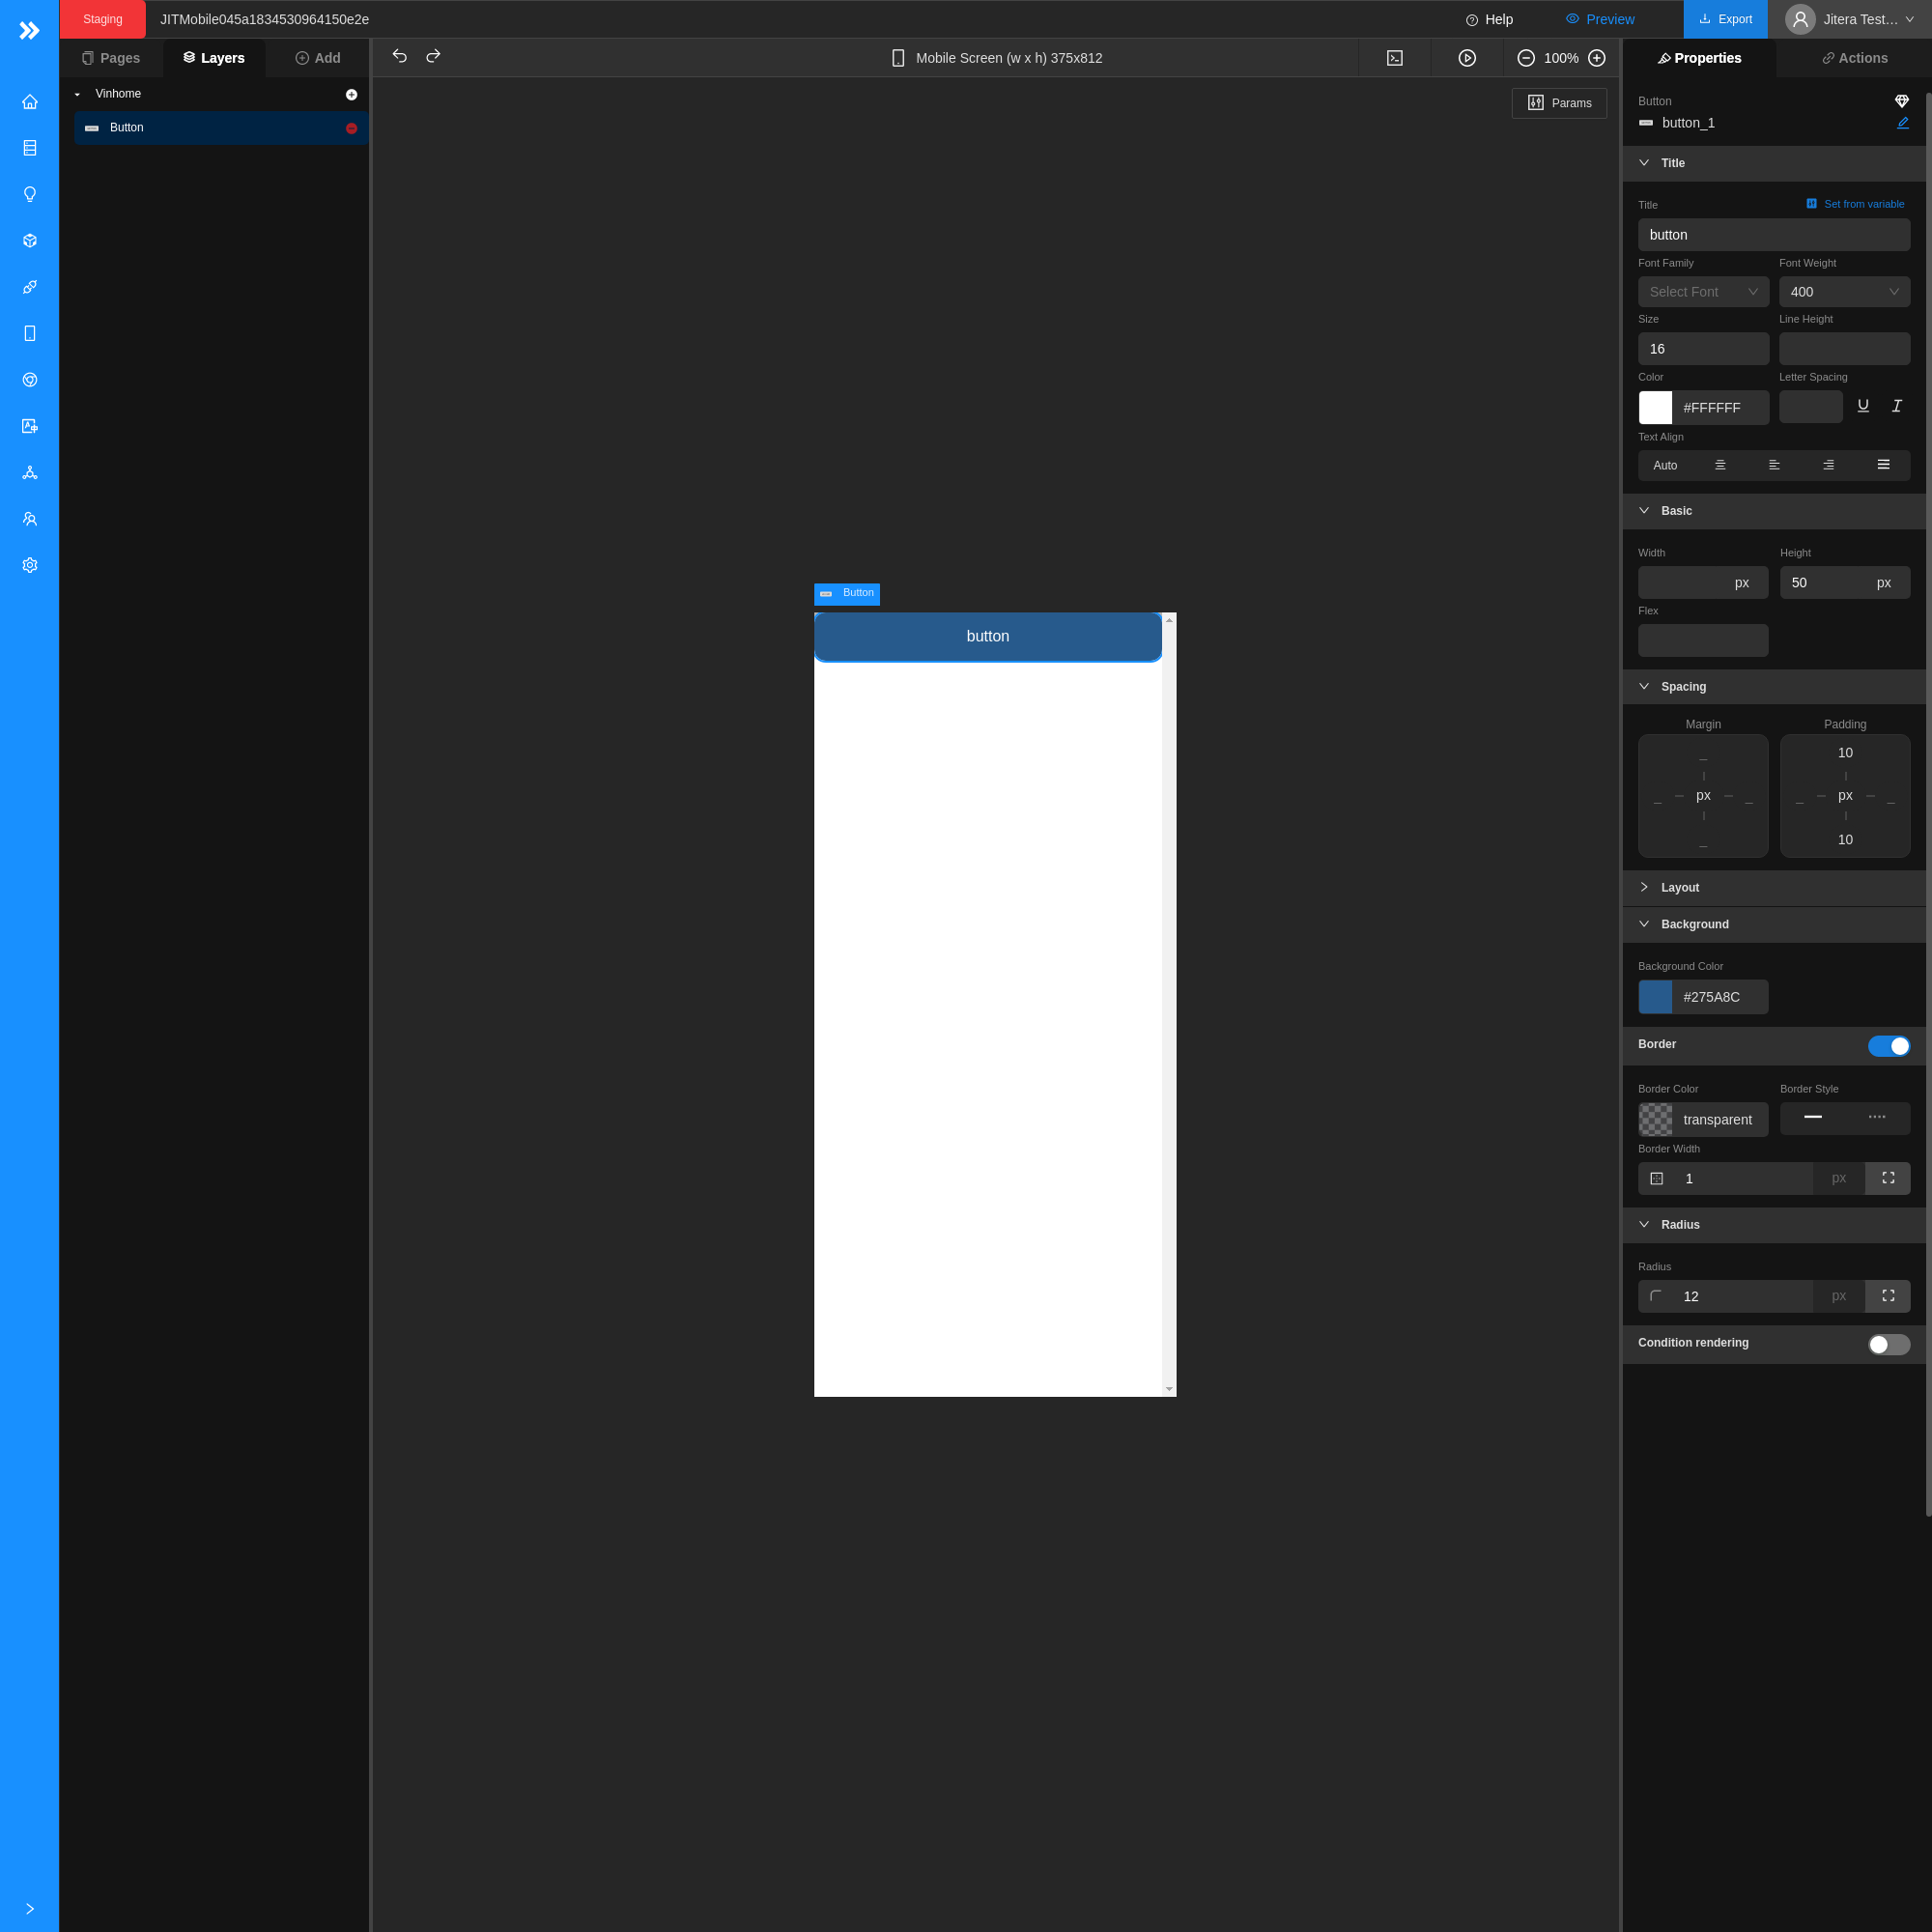 Staging
JITMobile045a1834530964150e2e
Help
Preview
Export
Jitera Test…
Pages
Layers
Add
Mobile Screen (w x h) 375x812
100%
Properties
Actions
Vinhome
Button
Params
Button
button
Button
button_1
Title
Title
Set from variable
button
Font Family
Font Weight
Select Font
400
Size
Line Height
16
Color
Letter Spacing
#FFFFFF
Text Align
Auto
Basic
Width
Height
px
50 px
Flex
Spacing
Margin
Padding
px
10
px
10
Layout
Background
Background Color
#275A8C
Border
Border Color
Border Style
transparent
Border Width
1 px
Radius
Radius
12 px
Condition rendering